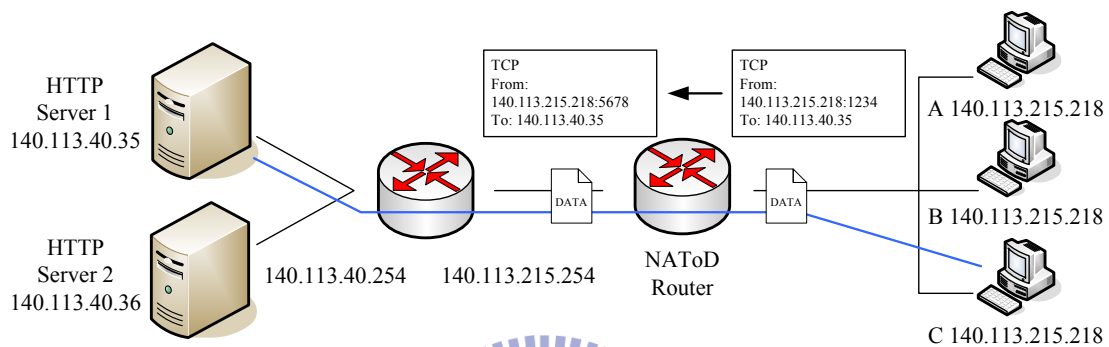 HTTP
Server 1
140.113.40.35
HTTP
Server 2
140.113.40.36
140.113.40.254
140.113.215.254
TCP
From:
140.113.215.218:5678
To: 140.113.40.35
TCP
From:
140.113.215.218:1234
To: 140.113.40.35
DATA
DATA
NAToD
Router
A 140.113.215.218
B 140.113.215.218
C 140.113.215.218